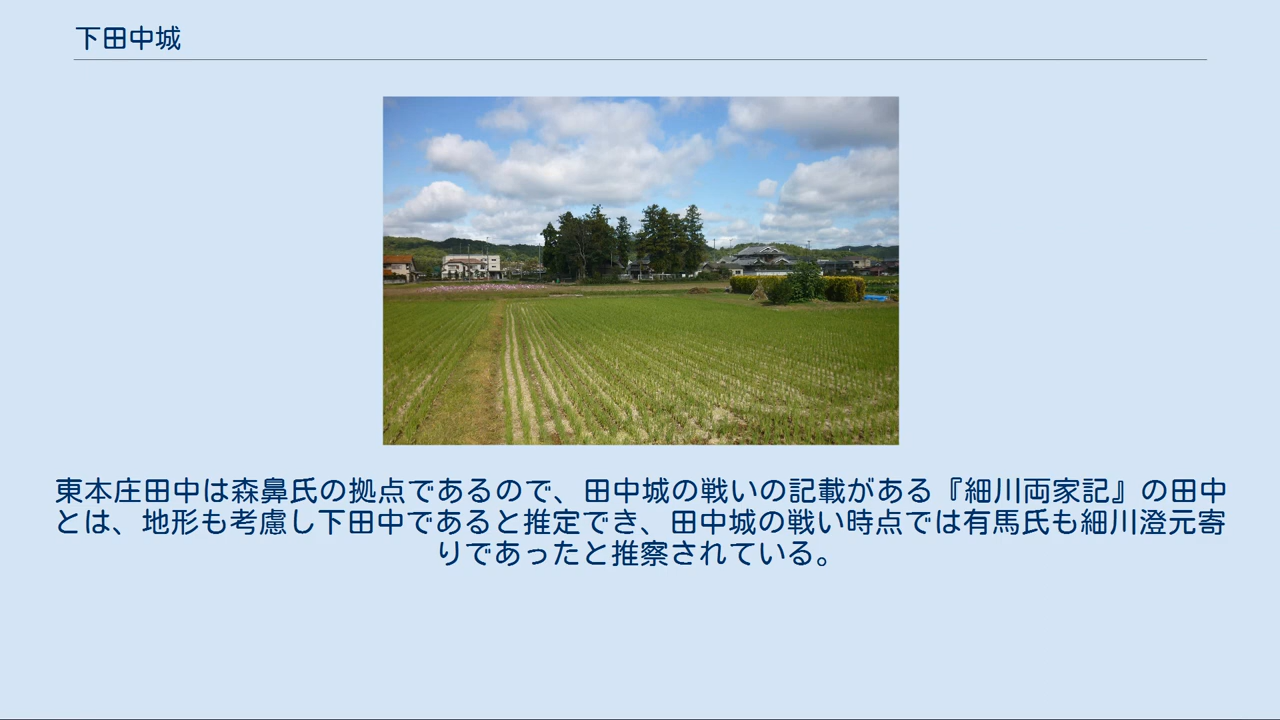 下田中城
東本庄田中は森鼻氏の拠点であるので、田中城の戦いの記載がある『細川両家記』の田中
とは、地形も考慮し下田中であると推定でき、田中城の戦い時点では有馬氏も細川澄元寄
りであったと推察されている。